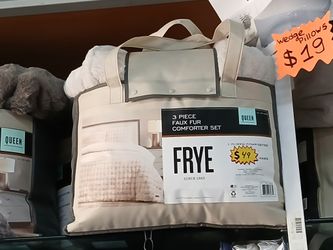 wedge Pillows
$19
QUEEN
3 PIECE
FAUX FUR
COMFORTER SET
QUEEN
FRYE
SINCE 1863
$49